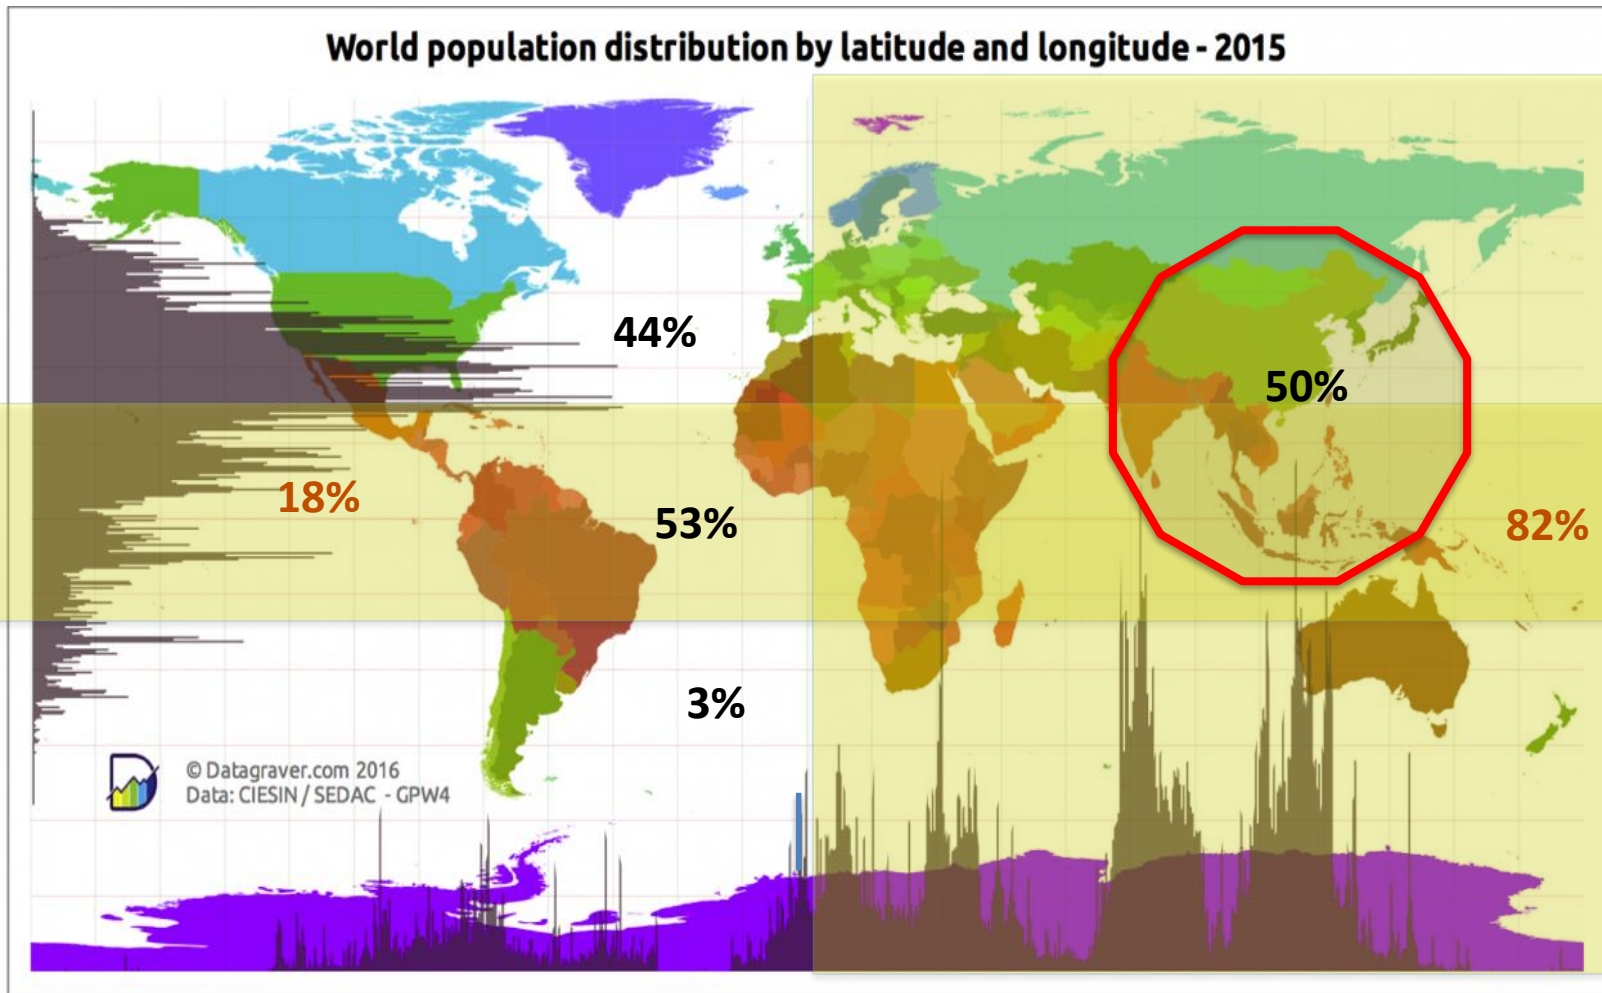 World population distribution by latitude and longitude - 2015
44%
50%
18%
53%
82%
3%
© Datagraver.com 2016
Data: CIESIN / SEDAC - GPW4